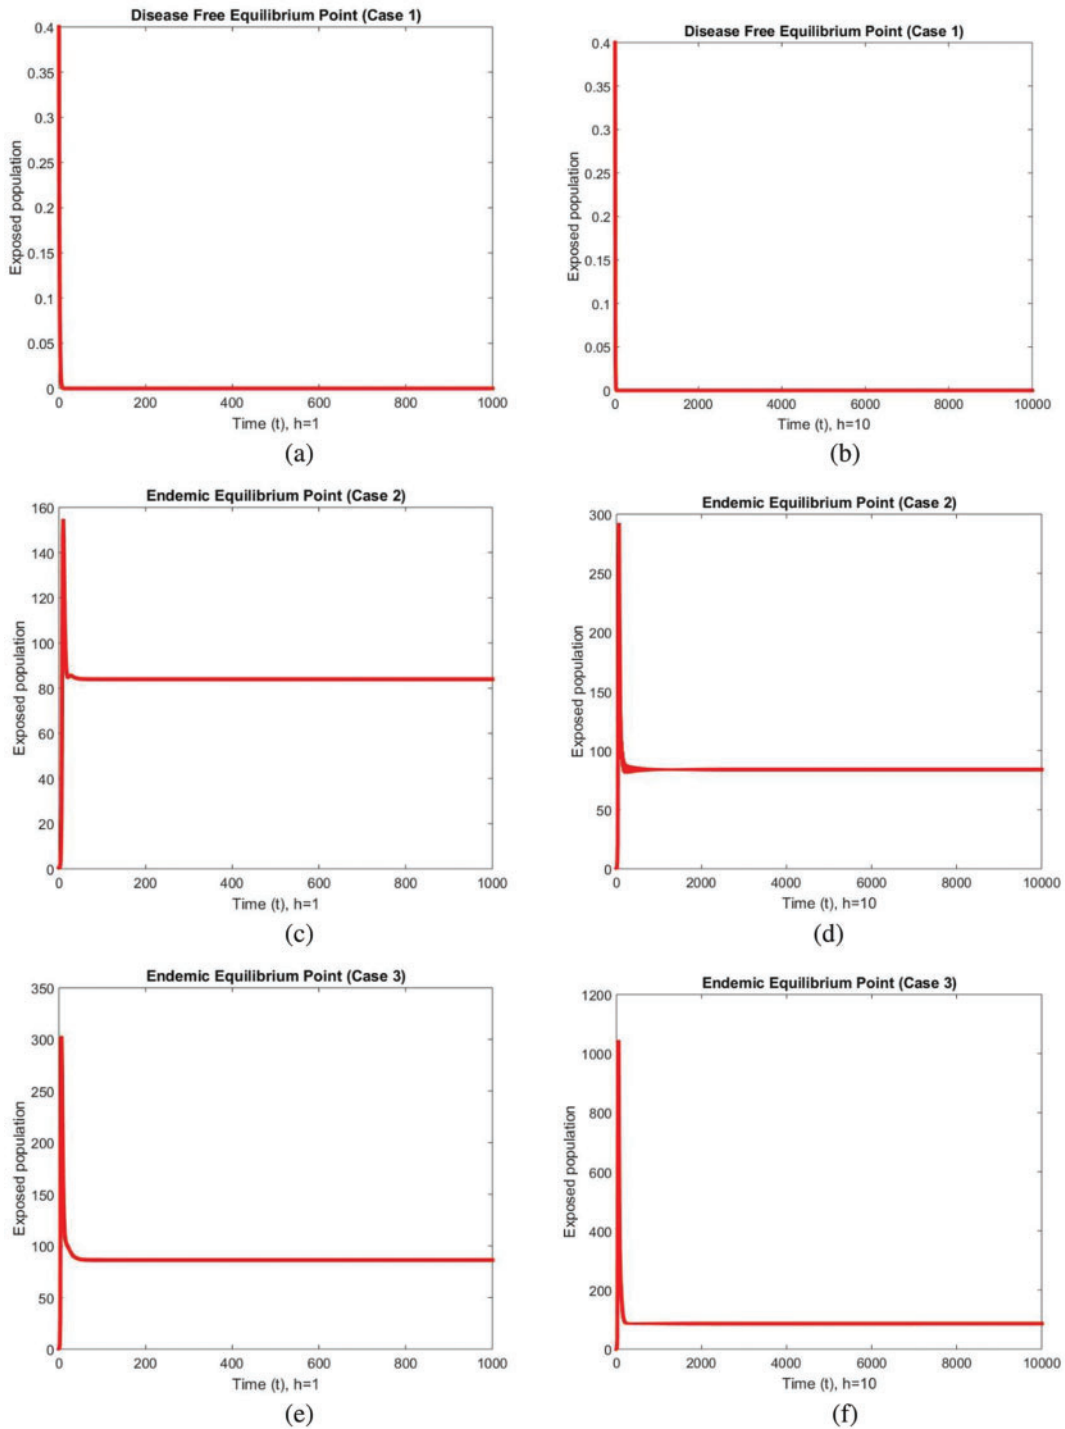 Disease Free Equilibrium Point (Case 1)
0.4
0.35
0.3
0.25
0.2
0.15
0.1
0.05
0
Exposed population
0 200 400 600 800 1000
Time (t), h=1
(a)
Disease Free Equilibrium Point (Case 1)
0.4
0.35
0.3
0.25
0.2
0.15
0.1
0.05
0
Exposed population
0 2000 4000 6000 8000 10000
Time (t), h=10
(b)
Endemic Equilibrium Point (Case 2)
160
140
120
100
80
60
40
20
0
Exposed population
0 200 400 600 800 1000
Time (t), h=1
(c)
Endemic Equilibrium Point (Case 2)
300
250
200
150
100
50
0
Exposed population
0 2000 4000 6000 8000 10000
Time (t), h=10
(d)
Endemic Equilibrium Point (Case 3)
350
300
250
200
150
100
50
0
Exposed population
0 200 400 600 800 1000
Time (t), h=1
(e)
Endemic Equilibrium Point (Case 3)
1200
1000
800
600
400
200
0
Exposed population
0 2000 4000 6000 8000 10000
Time (t), h=10
(f)